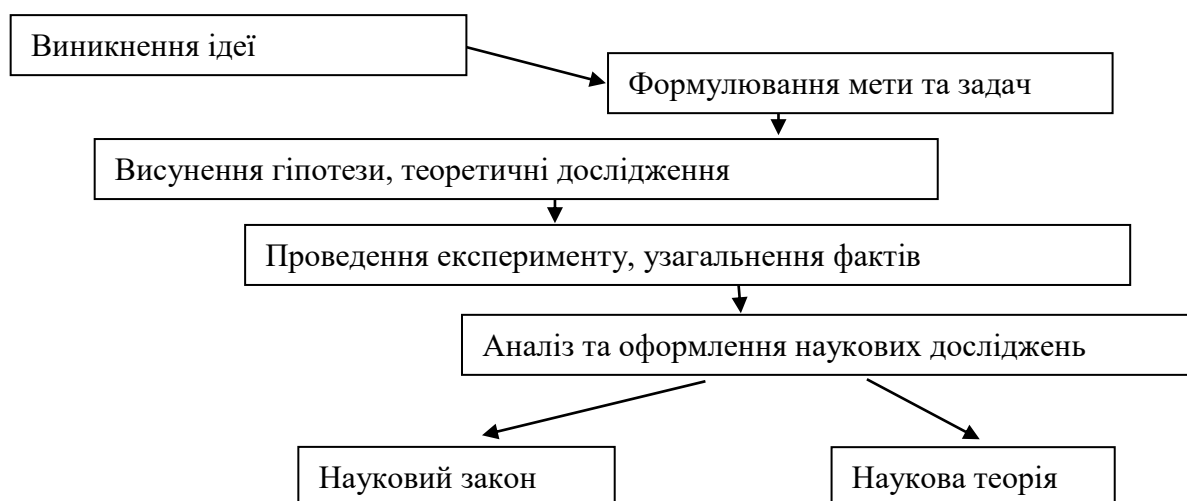 Виникнення ідеї
Формулювання мети та задач
Висунення гіпотези, теоретичні дослідження
Проведення експерименту, узагальнення фактів
Аналіз та оформлення наукових досліджень
Науковий закон
Наукова теорія